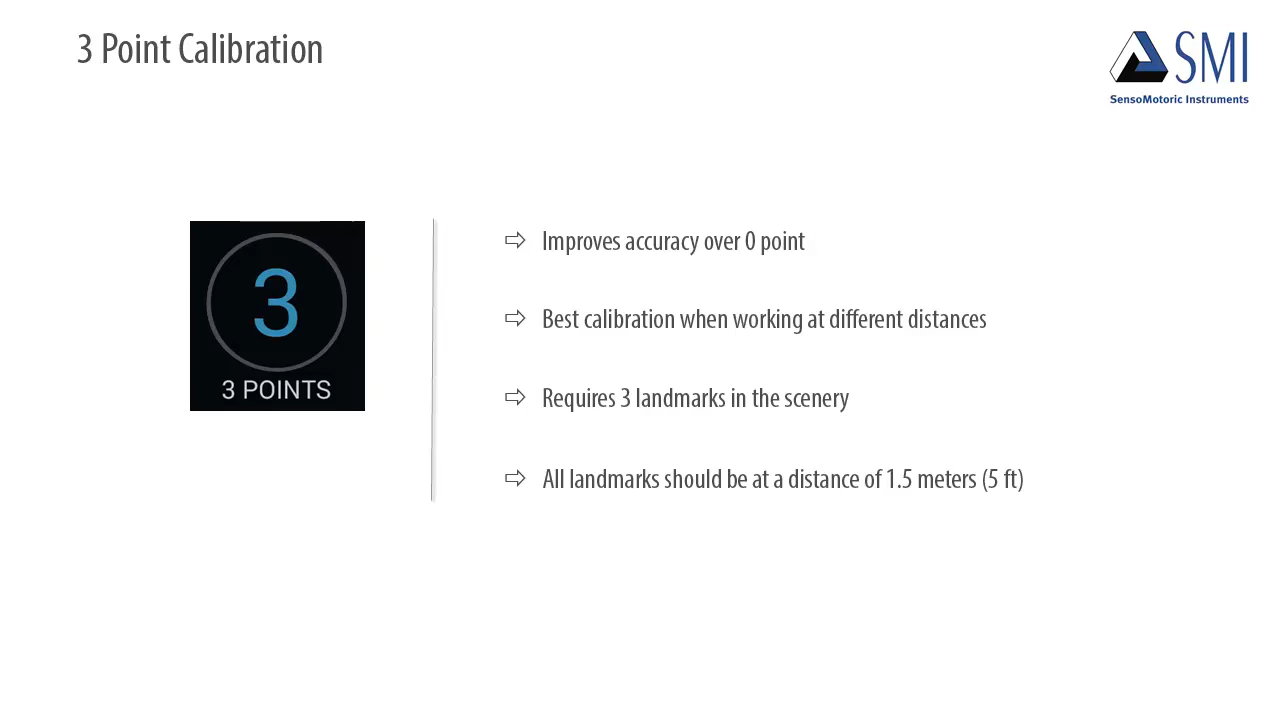 3 Point Calibration
SMI
SensoMotoric Instruments
3
3 POINTS
⇨ Improves accuracy over 0 point
⇨ Best calibration when working at different distances
⇨ Requires 3 landmarks in the scenery
⇨ All landmarks should be at a distance of 1.5 meters (5 ft)